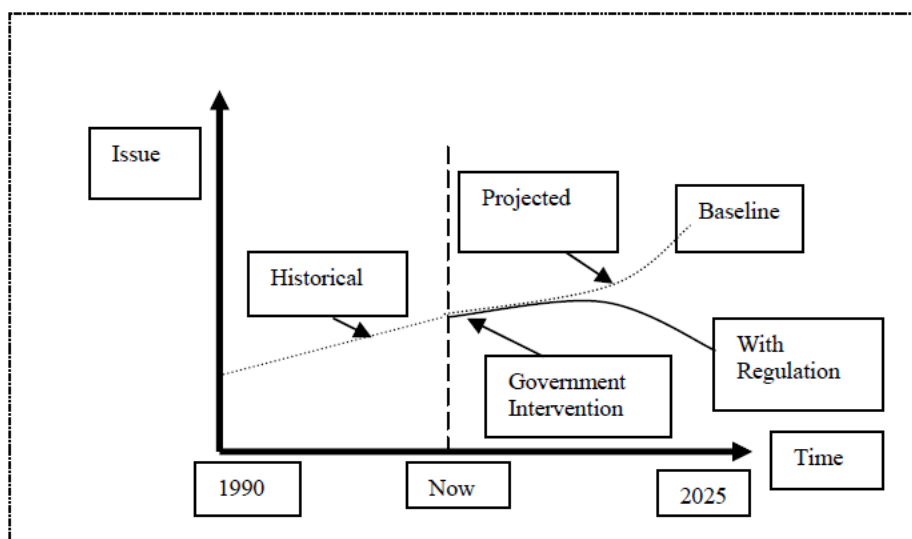 Issue
Projected
Baseline
Historical
With
Regulation
Government
Intervention
Time
1990
Now
2025